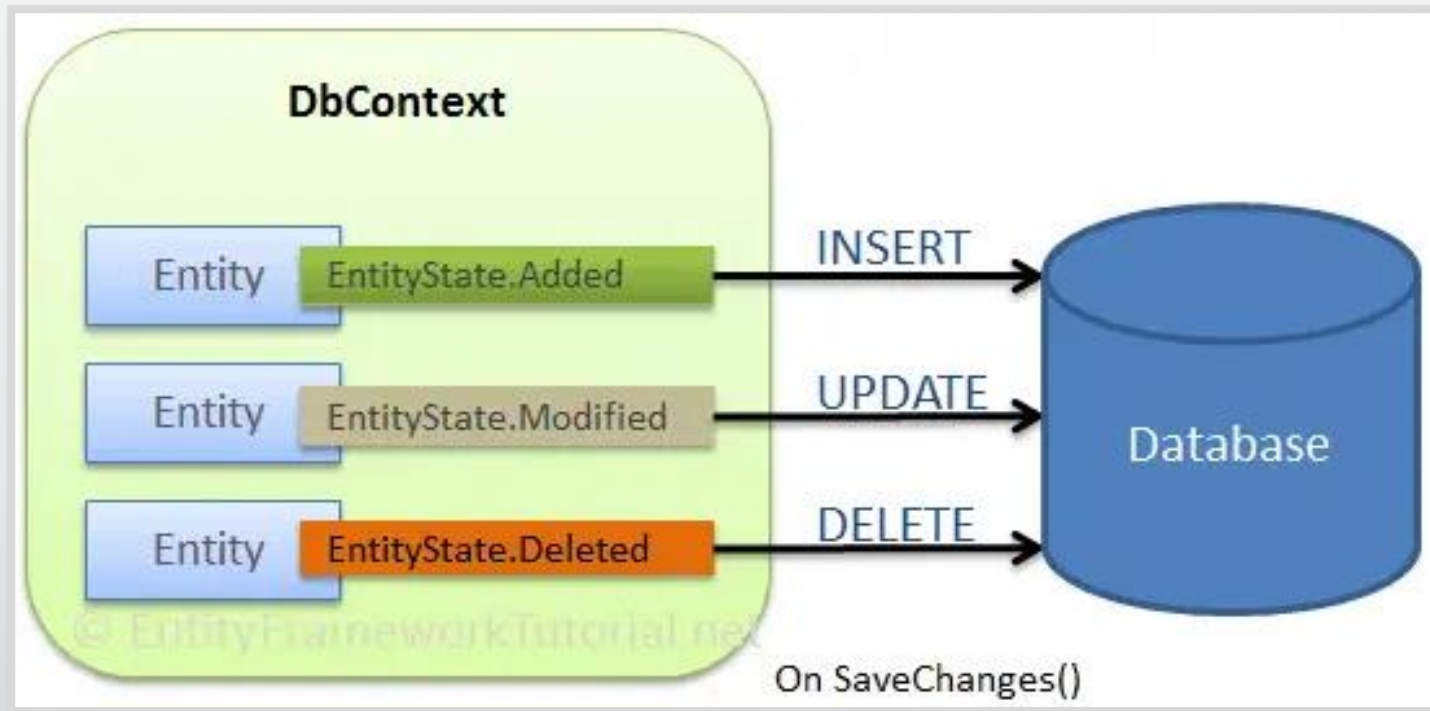 DbContext
Entity EntityState.Added INSERT
Entity EntityState.Modified UPDATE
Database
Entity EntityState.Deleted DELETE
© EntityFrameworkTutorial.net
On SaveChanges()